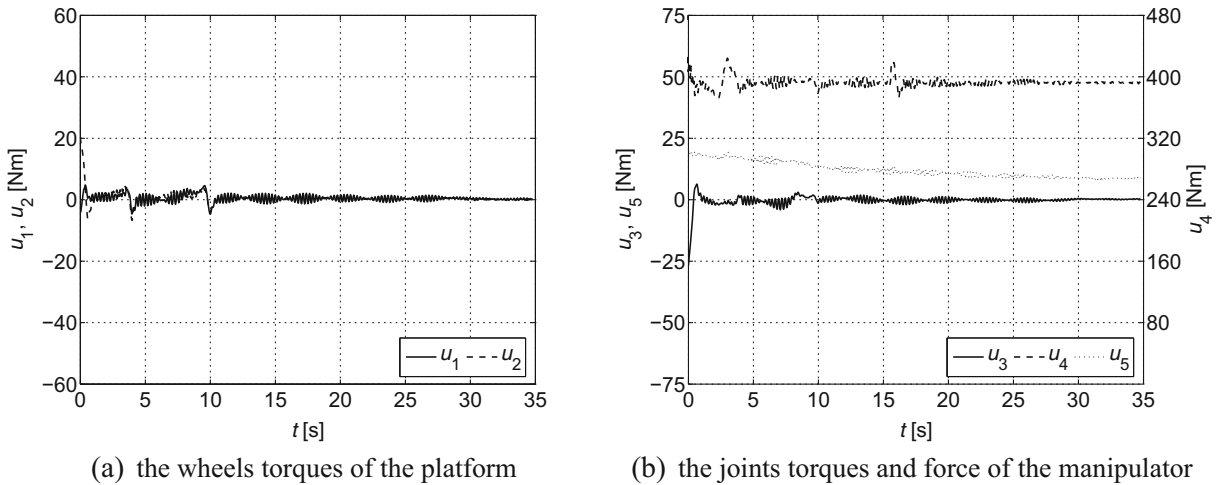 60
40
20
0
−20
−40
−60
u1, u2 [Nm]
u1 u2
0 5 10 15 20 25 30 35
t [s]
(a) the wheels torques of the platform
75
50
25
0
−25
−50
−75
u3, u5 [Nm]
480
400
320
240
160
80
u4 [Nm]
u3 u4 u5
0 5 10 15 20 25 30 35
t [s]
(b) the joints torques and force of the manipulator